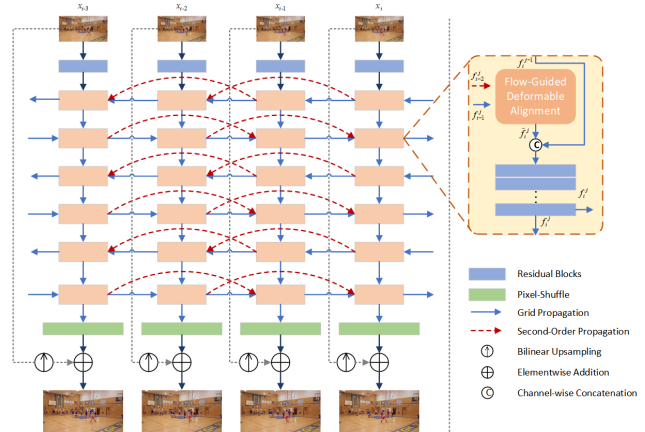 x_{t-3} x_{t-2} x_{t-1} x_t
f_i^{j-1}
f_{i-2}^j
Flow-Guided
Deformable
Alignment
f_{i-1}^j
f̂_i^j
C
f_i^j
f_i^j
Residual Blocks
Pixel-Shuffle
Grid Propagation
Second-Order Propagation
Bilinear Upsampling
Elementwise Addition
C Channel-wise Concatenation